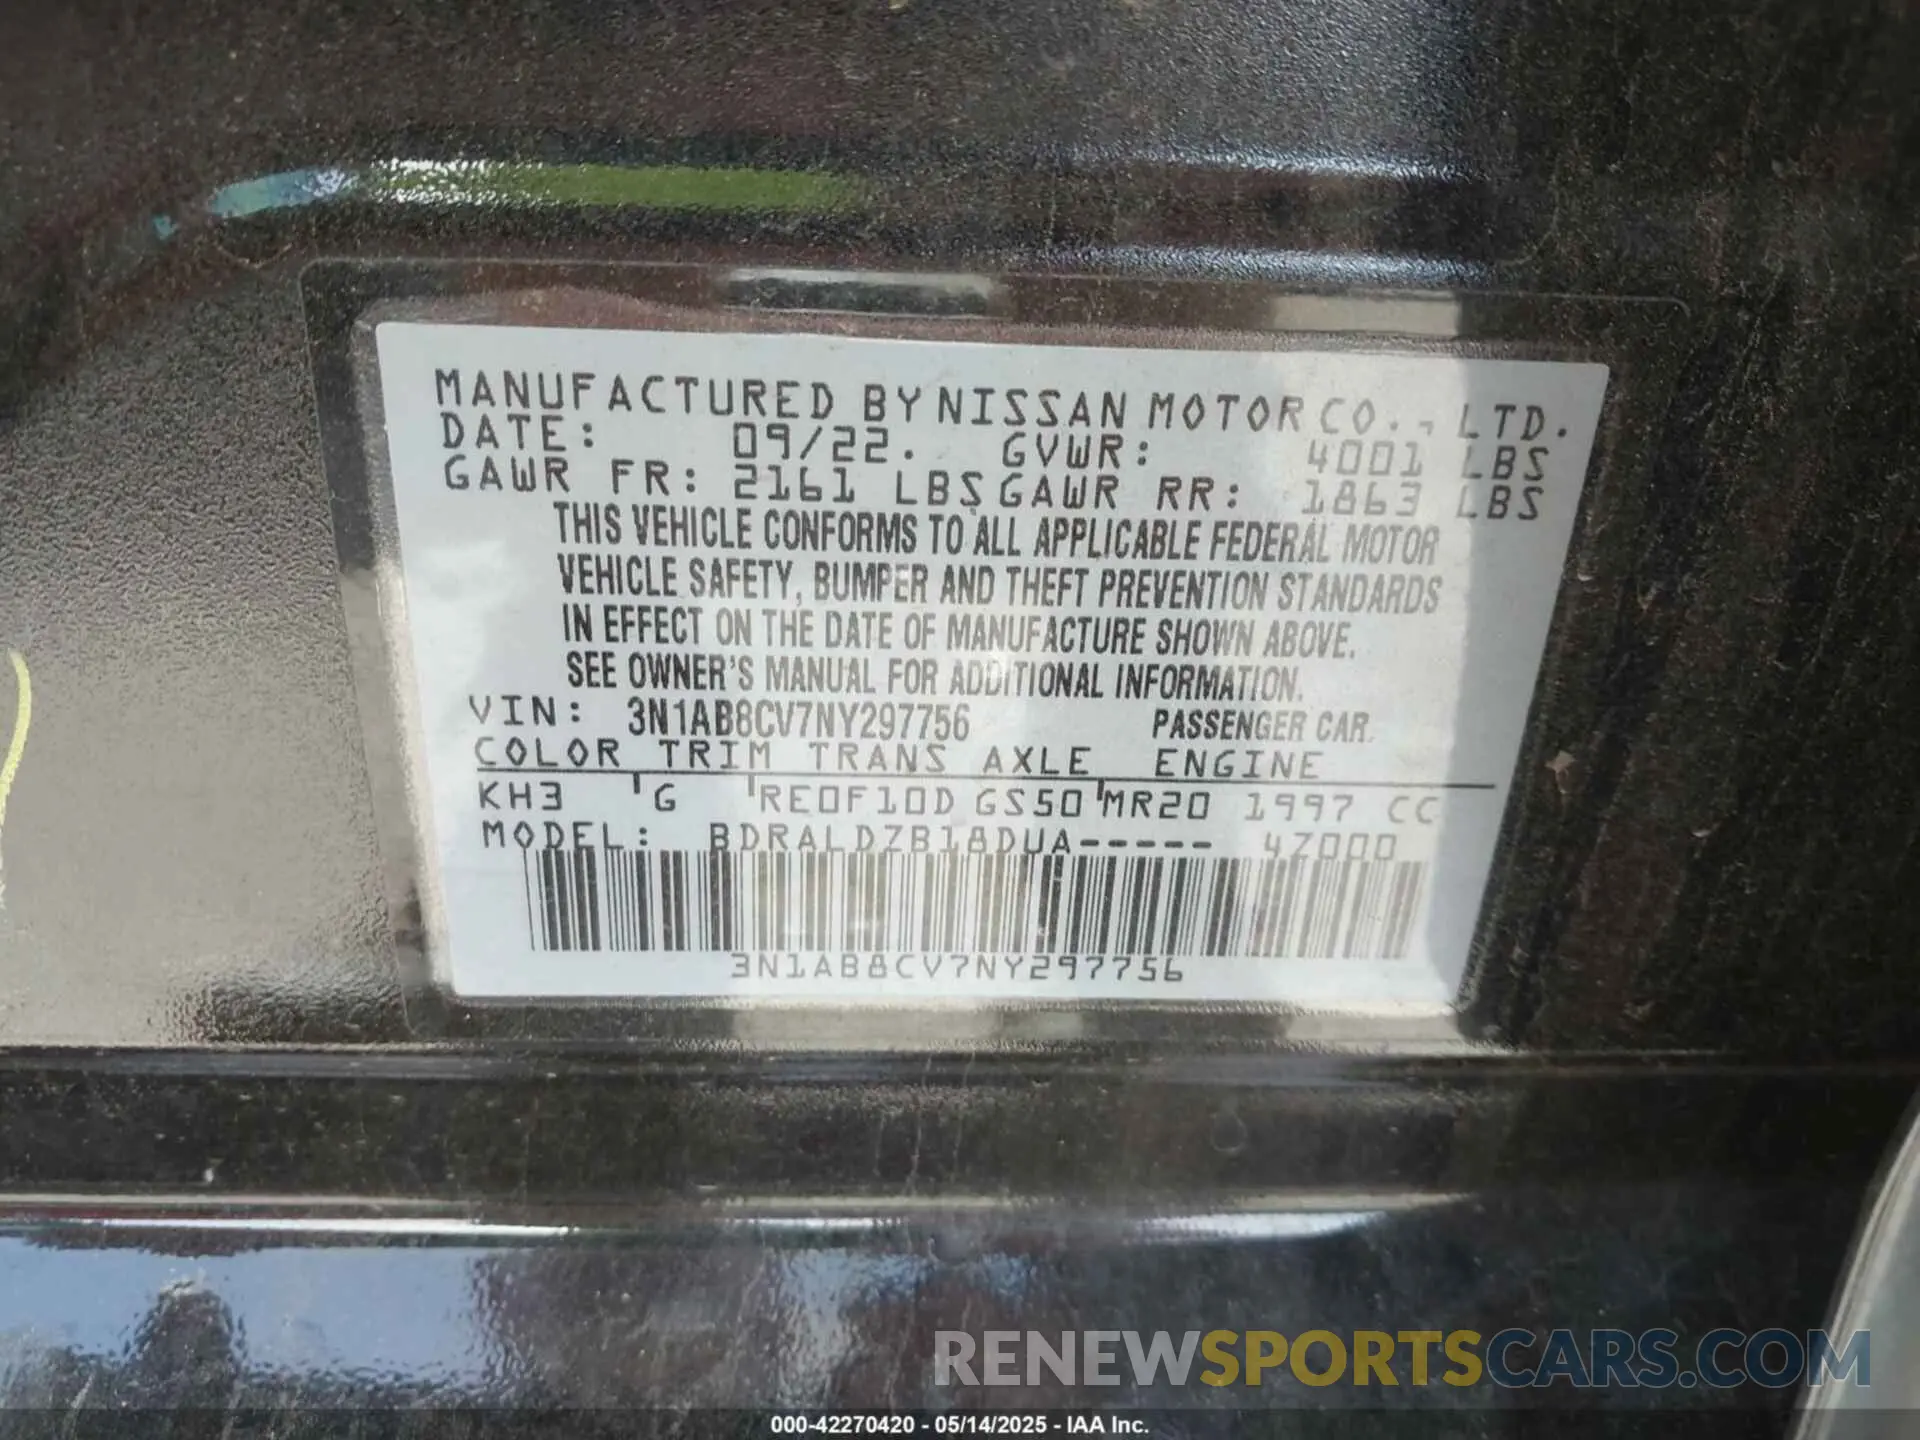 MANUFACTURED BY NISSAN MOTOR CO., LTD.
DATE: 09/22. GVWR: 4001 LBS
GAWR FR: 2161 LBS GAWR RR: 1863 LBS
THIS VEHICLE CONFORMS TO ALL APPLICABLE FEDERAL MOTOR
VEHICLE SAFETY, BUMPER AND THEFT PREVENTION STANDARDS
IN EFFECT ON THE DATE OF MANUFACTURE SHOWN ABOVE.
SEE OWNER'S MANUAL FOR ADDITIONAL INFORMATION.
VIN: 3N1AB8CV7NY297756 PASSENGER CAR.
COLOR TRIM TRANS AXLE ENGINE
KH3 G RE0F10D GS50 MR20 1997 CC
MODEL: BDRALDZB18DUA----- 47000
3N1AB8CV7NY297756
RENEWSPORTSCARS.COM
000-42270420 - 05/14/2025 - IAA Inc.